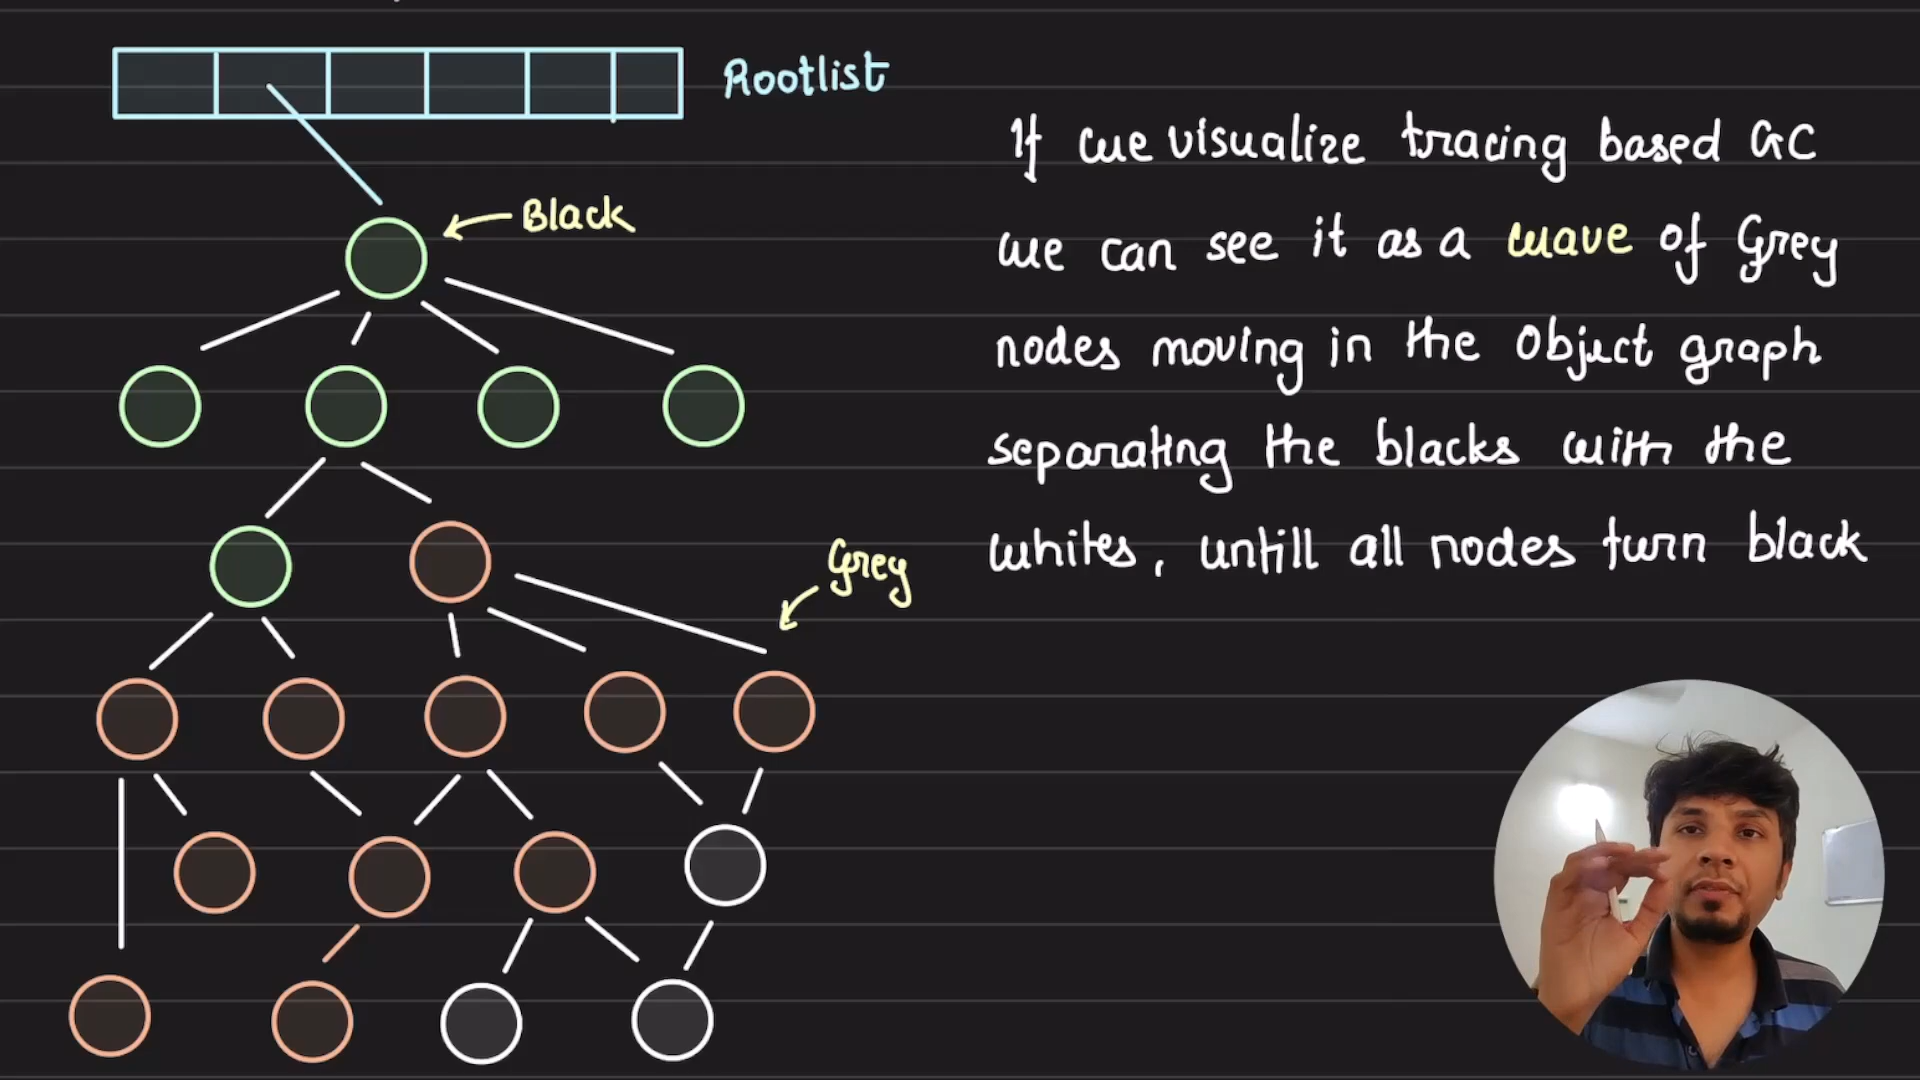 Rootlist
Black
Grey
If we visualize tracing based GC
we can see it as a wave of Grey
nodes moving in the Object graph
separating the blacks with the
whites, untill all nodes turn black